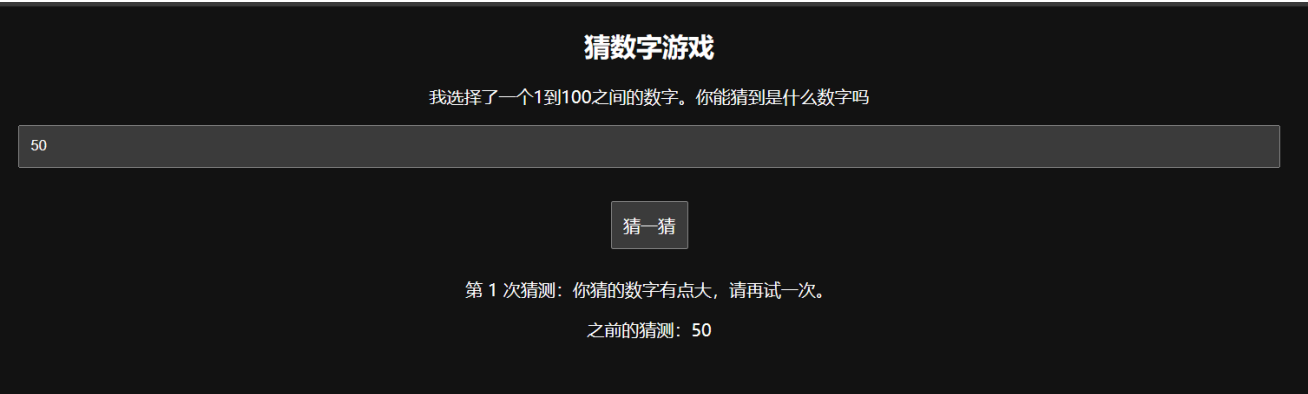 猜数字游戏
我选择了一个1到100之间的数字。你能猜到是什么数字吗
50
猜一猜
第 1 次猜测：你猜的数字有点大，请再试一次。
之前的猜测：50